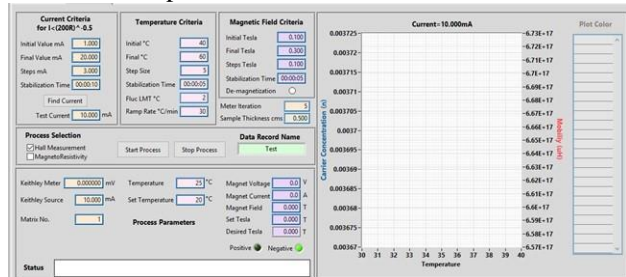 Current Criteria
for I<(200R)^-0.5
Initial Value mA 1.000
Final Value mA 20.000
Steps mA 3.000
Stabilization Time 00:00:10
Find Current
Test Current 10.000 mA
Temperature Criteria
Initial °C 40
Final °C 60
Step Size 5
Stabilization Time 00:00:05
Fluc LMT °C 2
Ramp Rate °C/min 30
Magnetic Field Criteria
Initial Tesla 0.100
Final Tesla 0.300
Steps Tesla 0.100
Stabilization Time 00:00:05
De-magnetization
Meter Iteration 5
Sample Thickness cms 0.500
Process Selection
Hall Measurement
MagnetoResistivity
Start Process
Stop Process
Data Record Name
Test
Keithley Meter 0.000000 mV
Keithley Source 10.000 mA
Matrix No. 1
Temperature 25 °C
Set Temperature 20 °C
Process Parameters
Magnet Voltage 0.0 V
Magnet Current 0.0 A
Magnet Field 0.000 T
Set Tesla 0.000 T
Desired Tesla 0.000 T
Positive Negative
Status
Current=10.000mA
Carrier Concentration (n)
0.003725
0.00372
0.003715
0.00371
0.003705
0.0037
0.003695
0.00369
0.003685
0.00368
0.003675
0.00367
6.73E+17
6.72E+17
6.71E+17
6.7E+17
6.69E+17
6.68E+17
6.67E+17
6.66E+17
6.65E+17
6.64E+17
6.63E+17
6.62E+17
6.61E+17
6.6E+17
6.59E+17
6.58E+17
6.57E+17
Mobility (uH)
30 31 32 33 34 35 36 37 38 39 40
Temperature
Plot Color